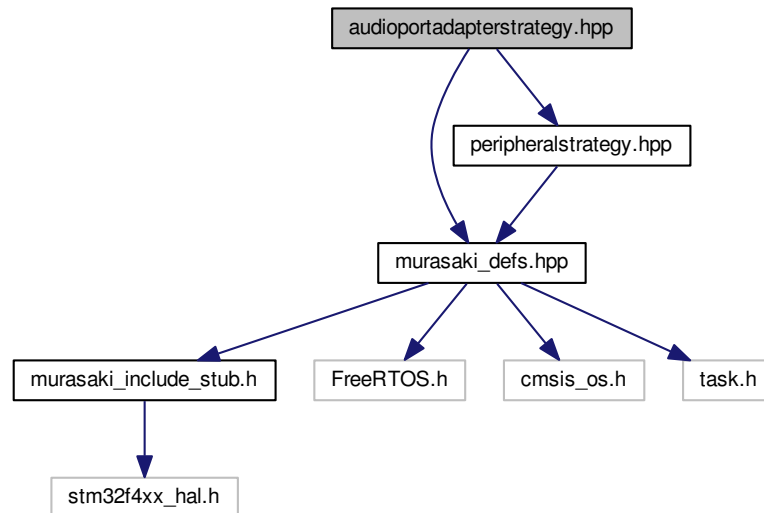 audioportadapterstrategy.hpp
peripheralstrategy.hpp
murasaki_defs.hpp
murasaki_include_stub.h
FreeRTOS.h
cmsis_os.h
task.h
stm32f4xx_hal.h